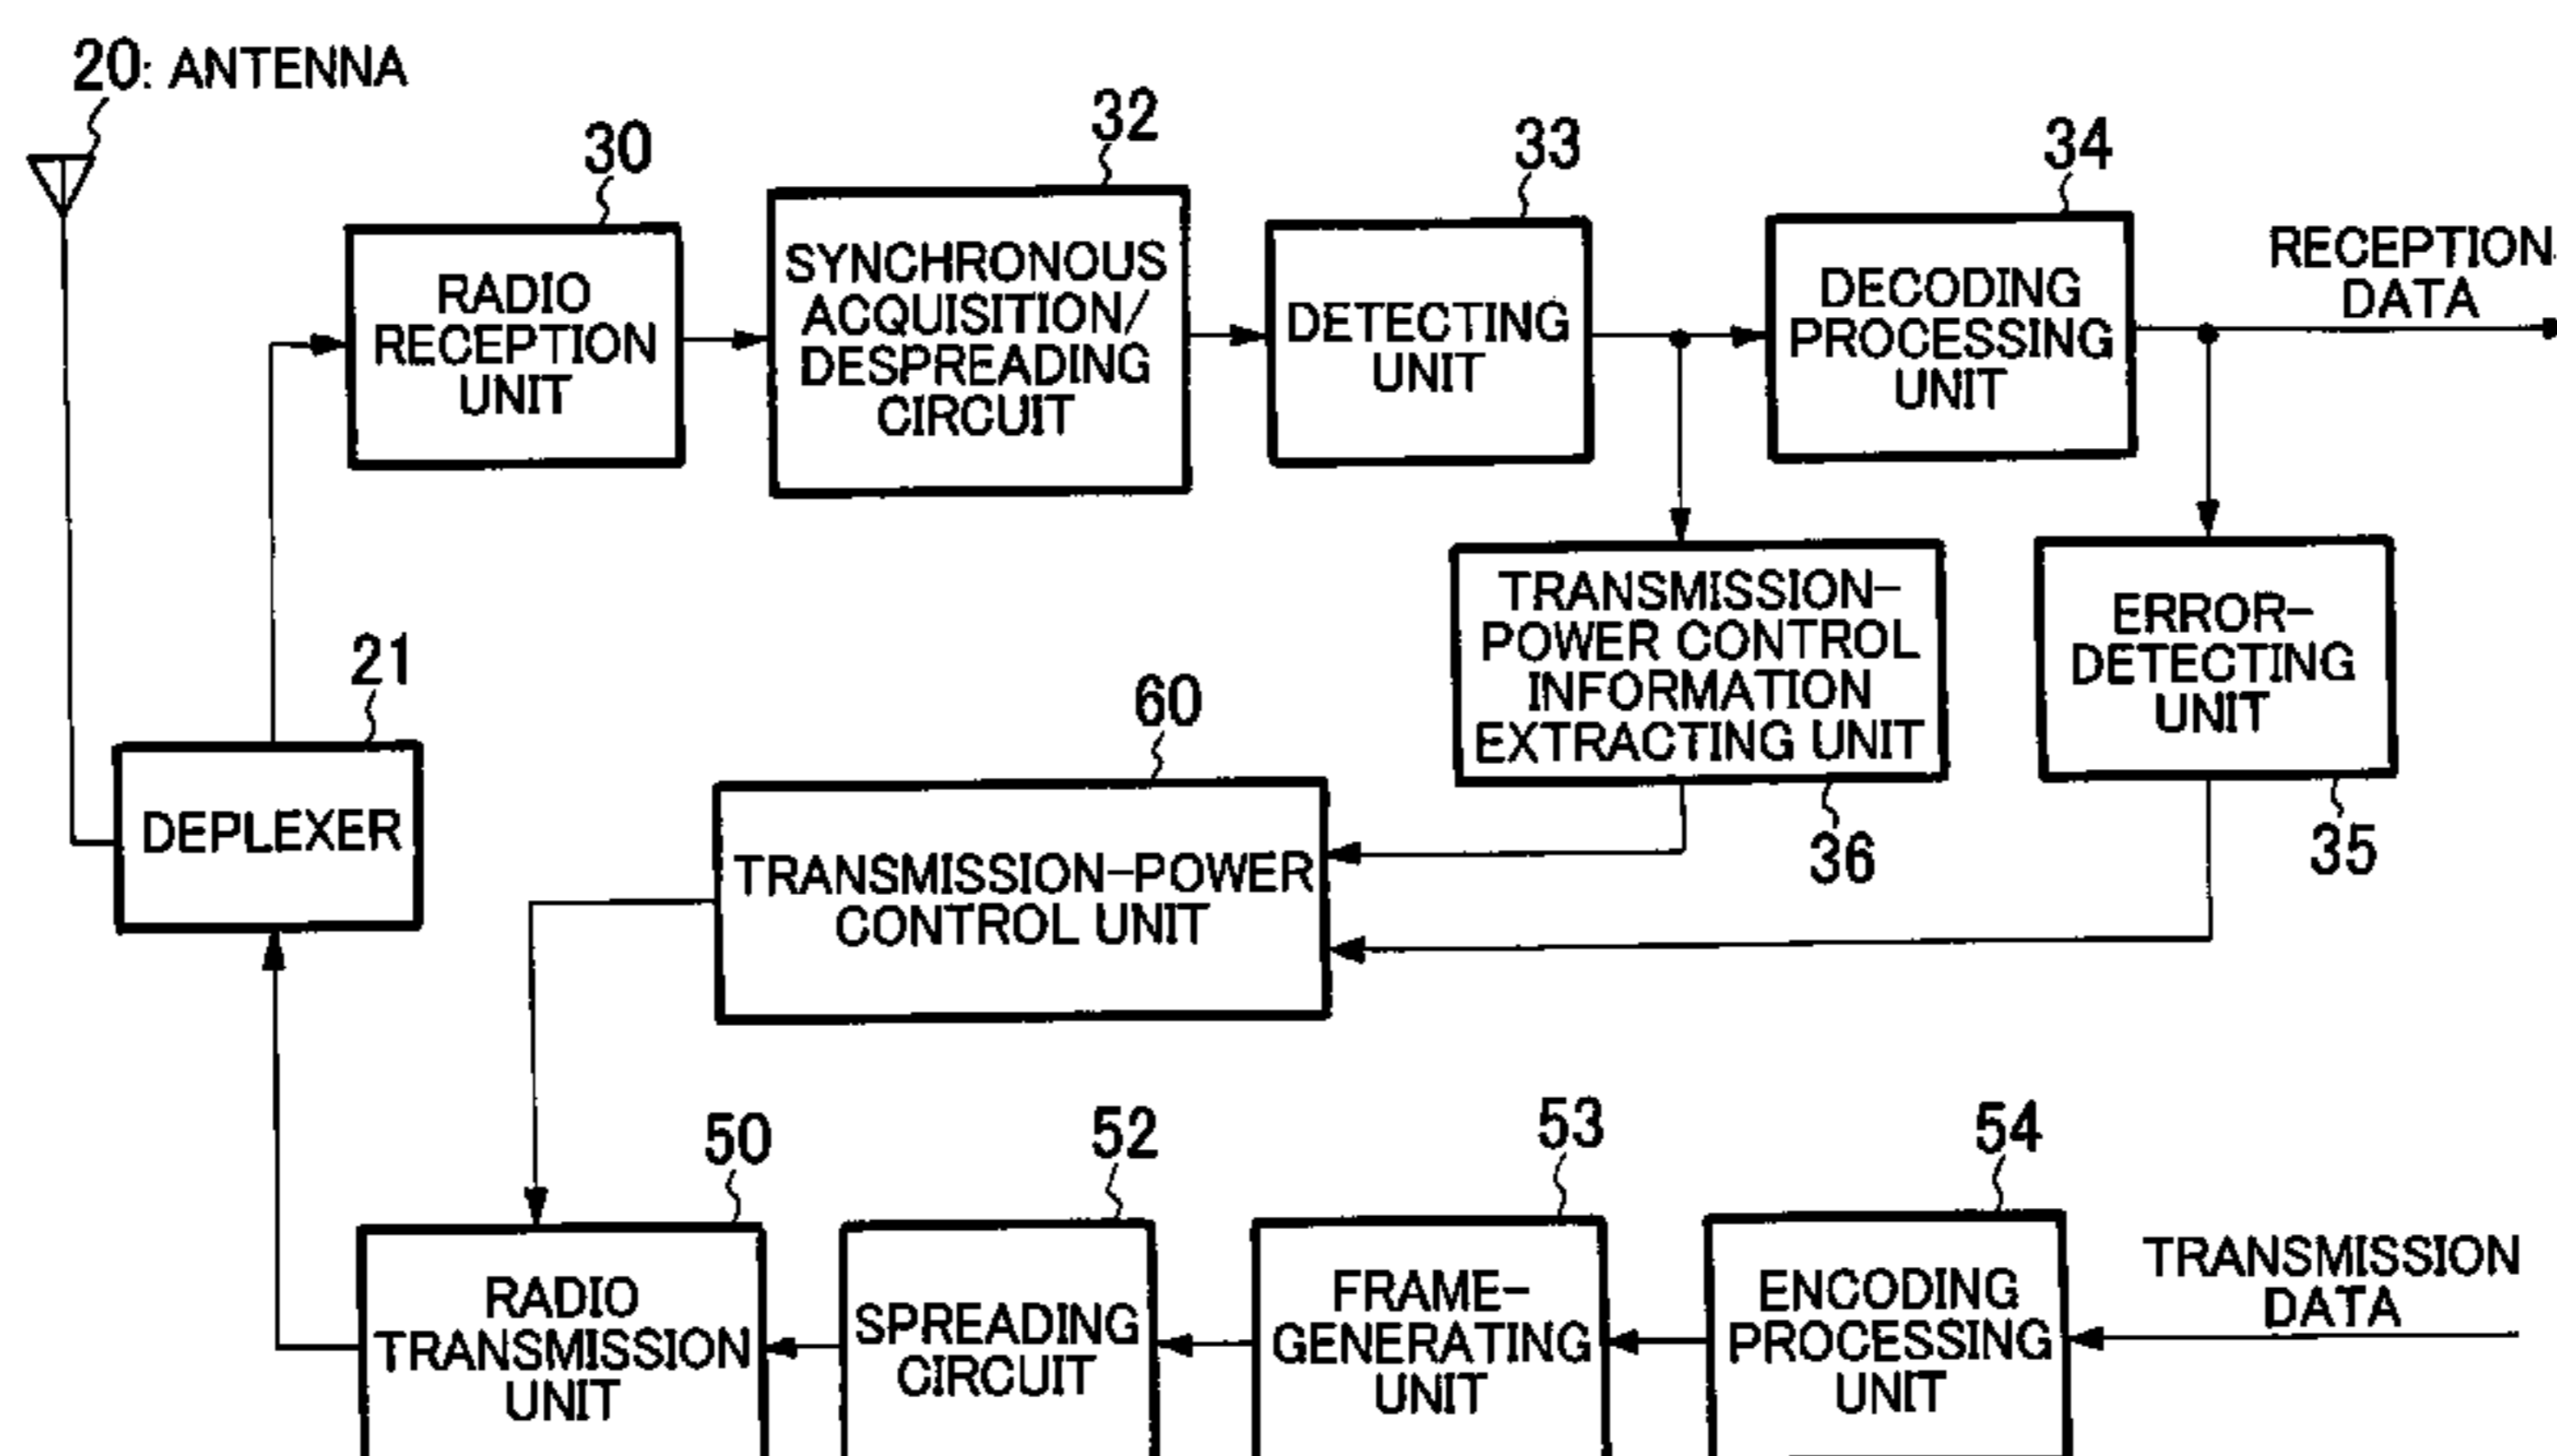 20: ANTENNA
30
32
33
34
RADIO
RECEPTION
UNIT
SYNCHRONOUS
ACQUISITION/
DESPREADING
CIRCUIT
DETECTING
UNIT
DECODING
PROCESSING
UNIT
RECEPTION
DATA
TRANSMISSION-
POWER CONTROL
INFORMATION
EXTRACTING UNIT
36
ERROR-
DETECTING
UNIT
35
21
DEPLEXER
60
TRANSMISSION-POWER
CONTROL UNIT
50
52
53
54
RADIO
TRANSMISSION
UNIT
SPREADING
CIRCUIT
FRAME-
GENERATING
UNIT
ENCODING
PROCESSING
UNIT
TRANSMISSION
DATA